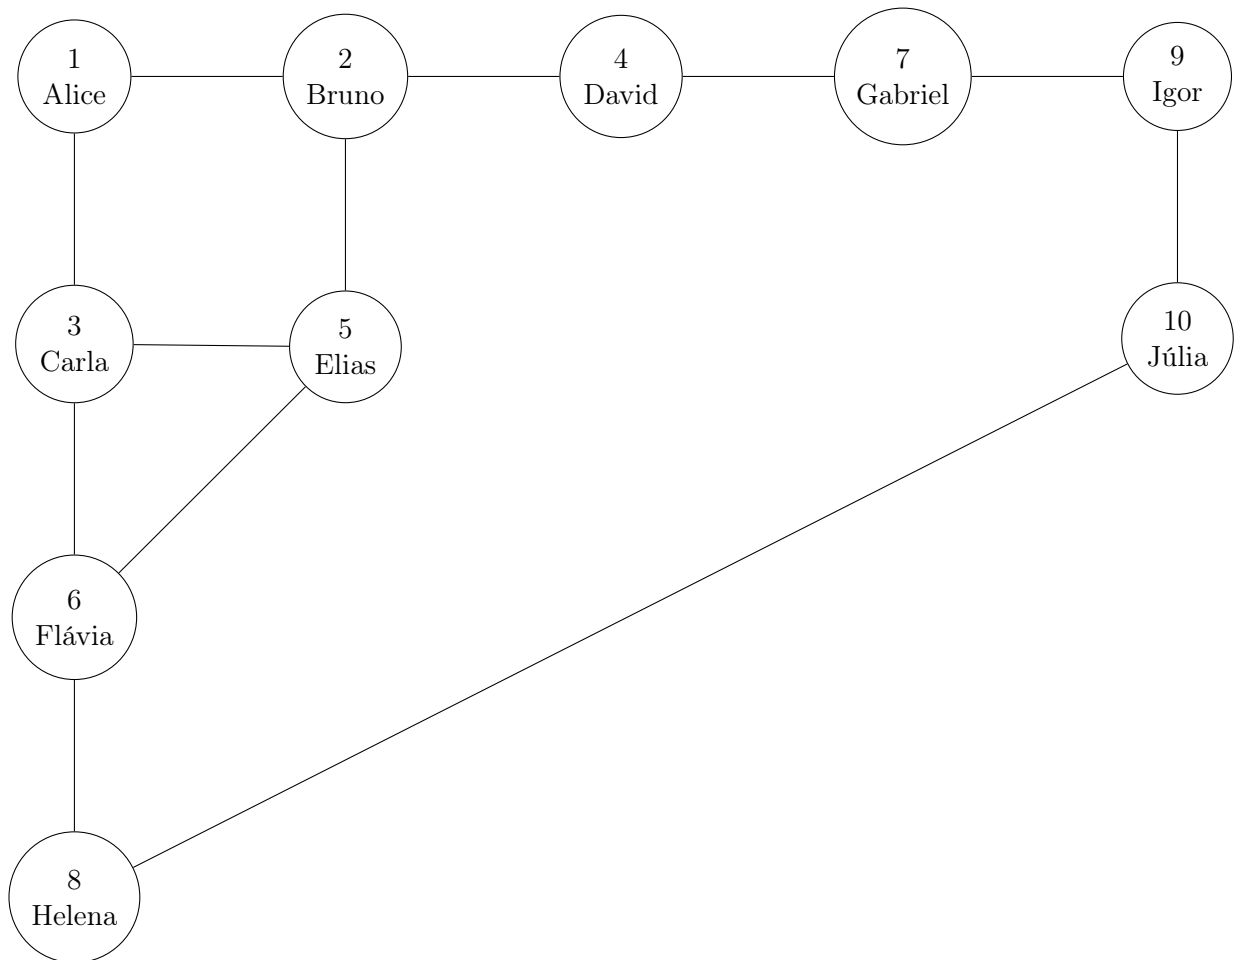 1
Alice
2
Bruno
4
David
7
Gabriel
9
Igor
3
Carla
5
Elias
10
Júlia
6
Flávia
8
Helena